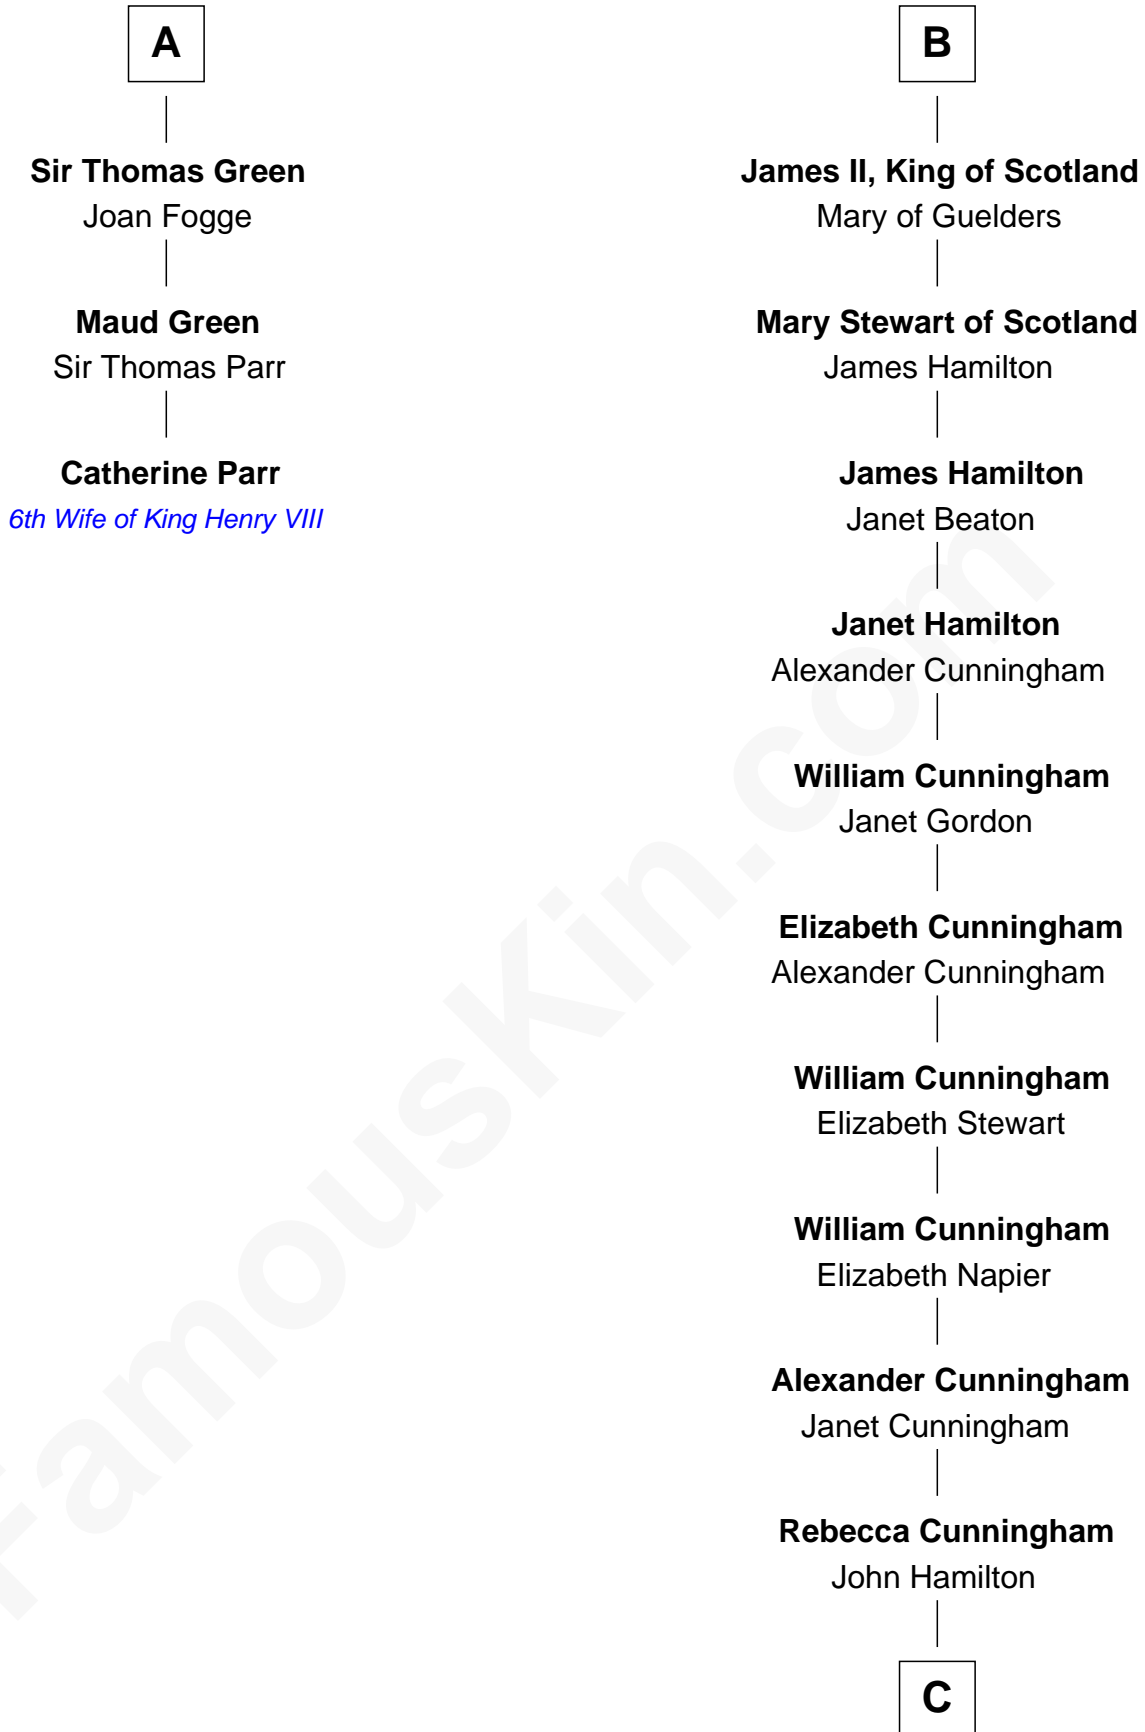 A
Sir Thomas Green
Joan Fogge
Maud Green
Sir Thomas Parr
Catherine Parr
6th Wife of King Henry VIII
B
James II, King of Scotland
Mary of Guelders
Mary Stewart of Scotland
James Hamilton
James Hamilton
Janet Beaton
Janet Hamilton
Alexander Cunningham
William Cunningham
Janet Gordon
Elizabeth Cunningham
Alexander Cunningham
William Cunningham
Elizabeth Stewart
William Cunningham
Elizabeth Napier
Alexander Cunningham
Janet Cunningham
Rebecca Cunningham
John Hamilton
C
FamousKin.com